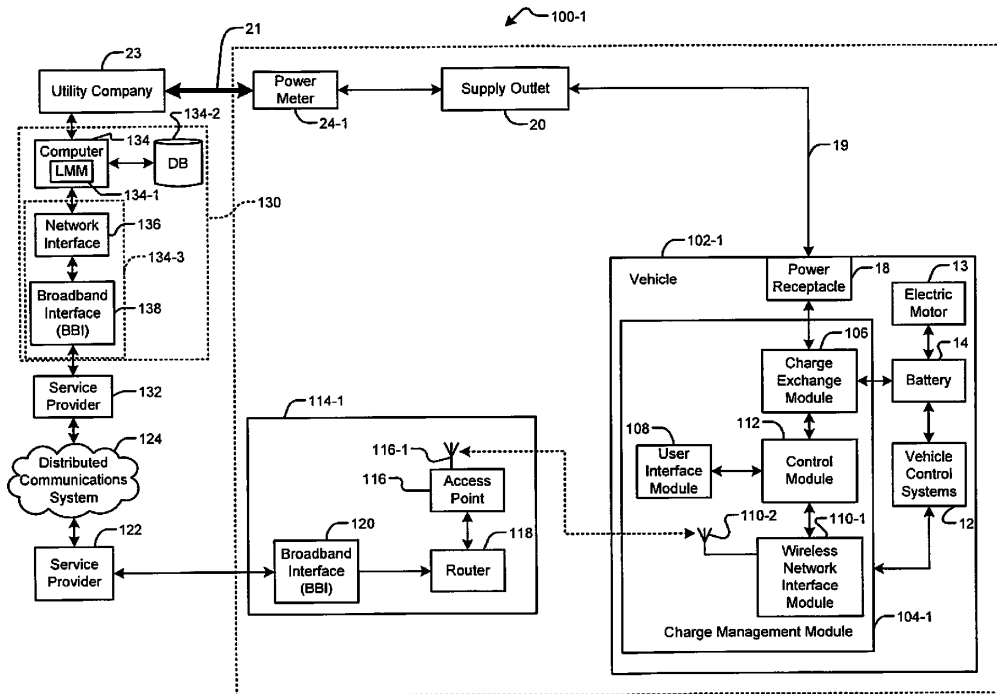 100-1
23
21
Utility Company
Power
Meter
24-1
Supply Outlet
20
19
134-2
134
Computer
LMM
134-1
DB
130
Network
Interface
136
134-3
Broadband
Interface
(BBI)
138
Service
Provider
132
124
Distributed
Communications
System
122
Service
Provider
114-1
116-1
116
Access
Point
120
Broadband
Interface
(BBI)
118
Router
102-1
Vehicle
Power
Receptacle
18
13
Electric
Motor
106
Charge
Exchange
Module
14
Battery
112
108
User
Interface
Module
Control
Module
Vehicle
Control
Systems
12
110-2
110-1
Wireless
Network
Interface
Module
Charge Management Module
104-1